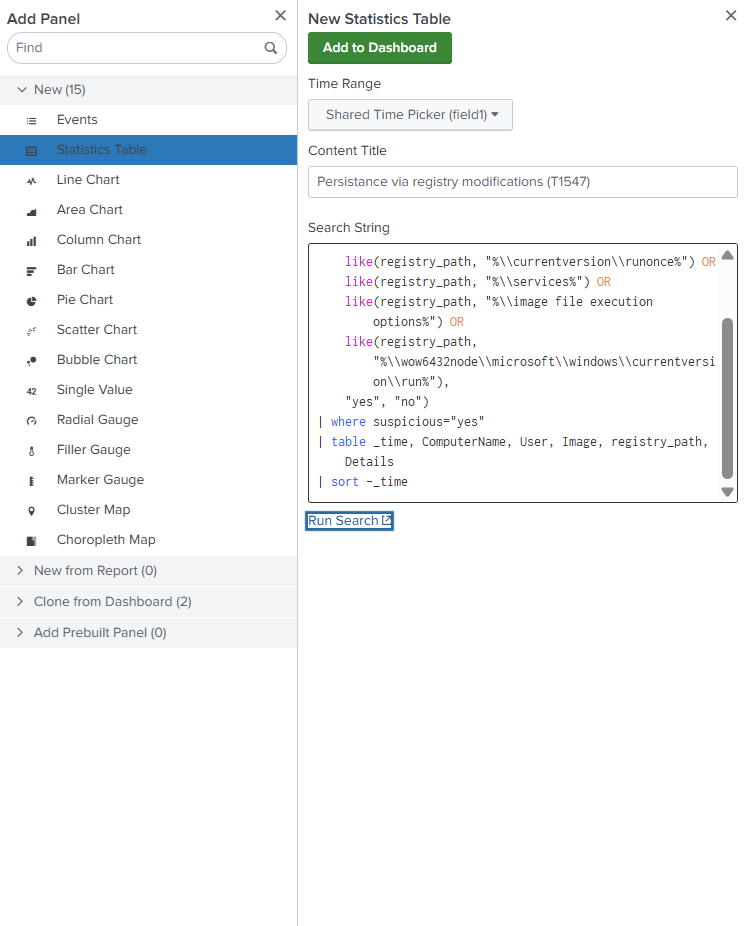 Add Panel
Find
New (15)
Events
Statistics Table
Line Chart
Area Chart
Column Chart
Bar Chart
Pie Chart
Scatter Chart
Bubble Chart
42 Single Value
Radial Gauge
Filler Gauge
Marker Gauge
Cluster Map
Choropleth Map
New from Report (0)
Clone from Dashboard (2)
Add Prebuilt Panel (0)
New Statistics Table
Add to Dashboard
Time Range
Shared Time Picker (field1)
Content Title
Persistance via registry modifications (T1547)
Search String
like(registry_path, "%\\currentversion\\runonce%") OR
like(registry_path, "%\\services%") OR
like(registry_path, "%\\image file execution
options%") OR
like(registry_path,
"%\\wow6432node\\microsoft\\windows\\currentversi
on\\run%"),
"yes", "no")
| where suspicious="yes"
| table _time, ComputerName, User, Image, registry_path,
Details
| sort -_time
Run Search